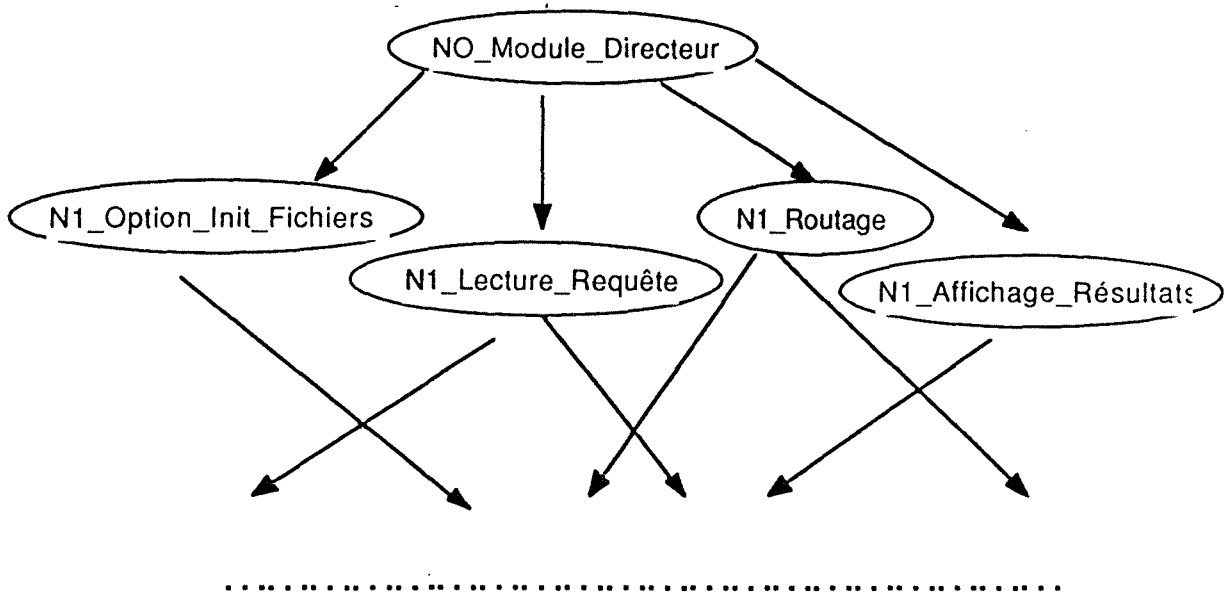 NO_Module_Directeur
N1_Option_Init_Fichiers
N1_Routage
N1_Lecture_Requête
N1_Affichage_Résultats